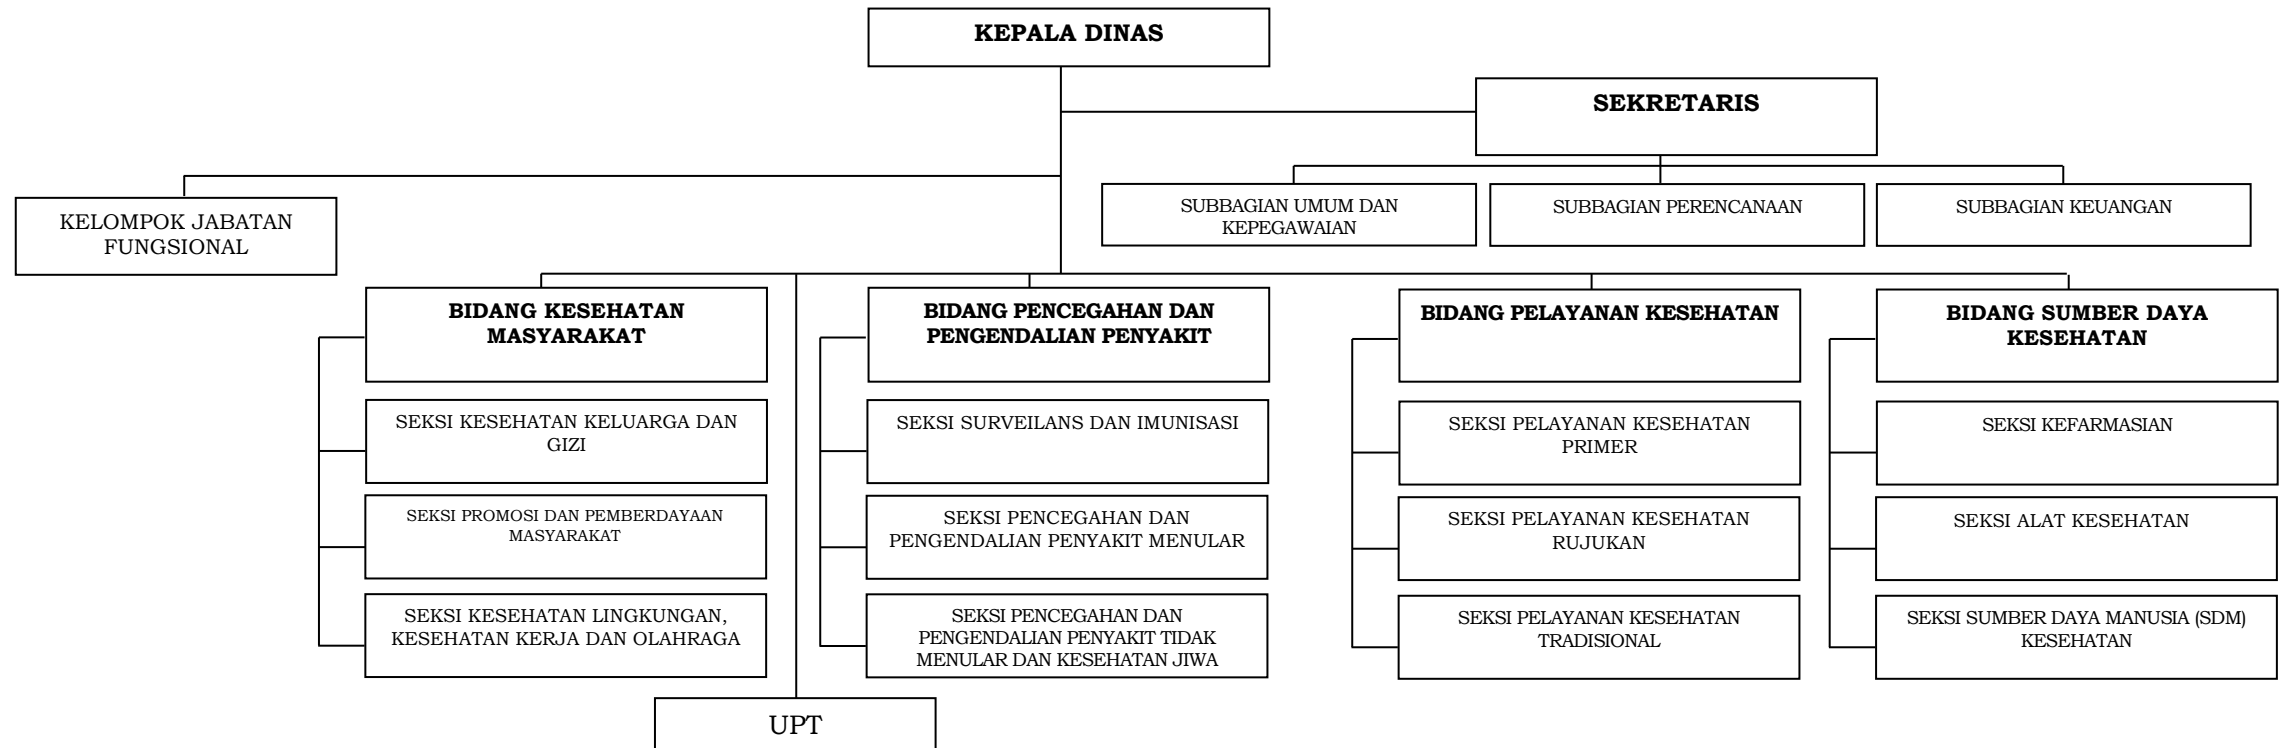 KEPALA DINAS
SEKRETARIS
SUBBAGIAN UMUM DAN
KEPEGAWAIAN
SUBBAGIAN PERENCANAAN
SUBBAGIAN KEUANGAN
KELOMPOK JABATAN
FUNGSIONAL
BIDANG KESEHATAN
MASYARAKAT
SEKSI KESEHATAN KELUARGA DAN
GIZI
SEKSI PROMOSI DAN PEMBERDAYAAN
MASYARAKAT
SEKSI KESEHATAN LINGKUNGAN,
KESEHATAN KERJA DAN OLAHRAGA
BIDANG PENCEGAHAN DAN
PENGENDALIAN PENYAKIT
SEKSI SURVEILANS DAN IMUNISASI
SEKSI PENCEGAHAN DAN
PENGENDALIAN PENYAKIT MENULAR
SEKSI PENCEGAHAN DAN
PENGENDALIAN PENYAKIT TIDAK
MENULAR DAN KESEHATAN JIWA
BIDANG PELAYANAN KESEHATAN
SEKSI PELAYANAN KESEHATAN
PRIMER
SEKSI PELAYANAN KESEHATAN
RUJUKAN
SEKSI PELAYANAN KESEHATAN
TRADISIONAL
BIDANG SUMBER DAYA
KESEHATAN
SEKSI KEFARMASIAN
SEKSI ALAT KESEHATAN
SEKSI SUMBER DAYA MANUSIA (SDM)
KESEHATAN
UPT